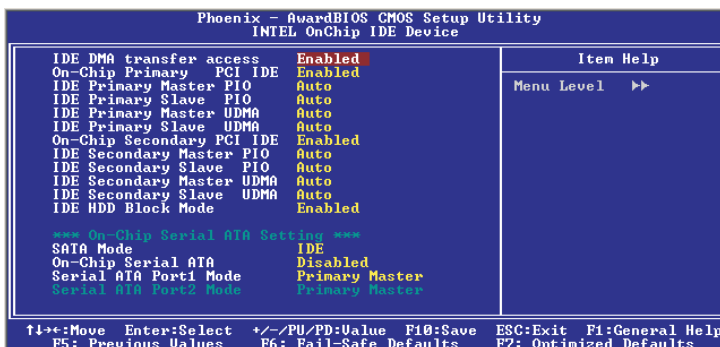 Phoenix - AwardBIOS CMOS Setup Utility
INTEL OnChip IDE Device
IDE DMA transfer access Enabled
On-Chip Primary PCI IDE Enabled
IDE Primary Master PIO Auto
IDE Primary Slave PIO Auto
IDE Primary Master UDMA Auto
IDE Primary Slave UDMA Auto
On-Chip Secondary PCI IDE Enabled
IDE Secondary Master PIO Auto
IDE Secondary Slave PIO Auto
IDE Secondary Master UDMA Auto
IDE Secondary Slave UDMA Auto
IDE HDD Block Mode Enabled
*** On-Chip Serial ATA Setting ***
SATA Mode IDE
On-Chip Serial ATA Disabled
Serial ATA Port1 Mode Primary Master
Serial ATA Port2 Mode Primary Master
Item Help
Menu Level ▸▸
↑↓→←:Move Enter:Select +/-/PU/PD:Value F10:Save ESC:Exit F1:General Help
F5: Previous Values F6: Fail-Safe Defaults F7: Optimized Defaults